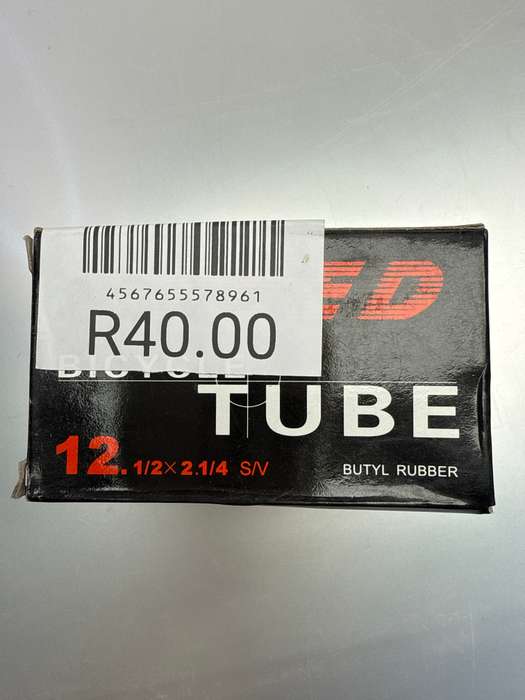 4567655578961
R40.00
ED
BICYCLE
TUBE
12. 1/2 x 2.1/4 S/V
BUTYL RUBBER